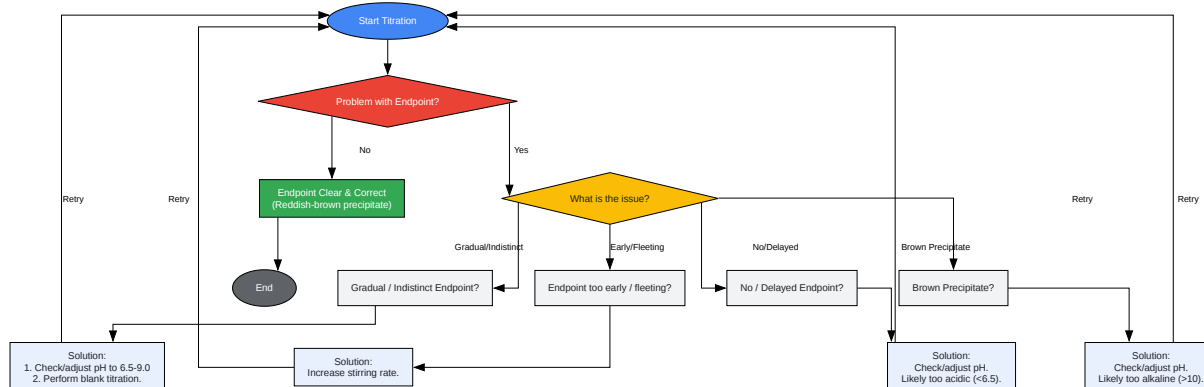 Start Titration
Problem with Endpoint?
No
Yes
Endpoint Clear & Correct
(Reddish-brown precipitate)
What is the issue?
Retry
Retry
Retry
Retry
Gradual/Indistinct
Early/Fleeting
No/Delayed
Brown Precipitate
End
Gradual / Indistinct Endpoint?
Endpoint too early / fleeting?
No / Delayed Endpoint?
Brown Precipitate?
Solution:
1. Check/adjust pH to 6.5-9.0
2. Perform blank titration.
Solution:
Increase stirring rate.
Solution:
Check/adjust pH.
Likely too acidic (<6.5).
Solution:
Check/adjust pH.
Likely too alkaline (>10).